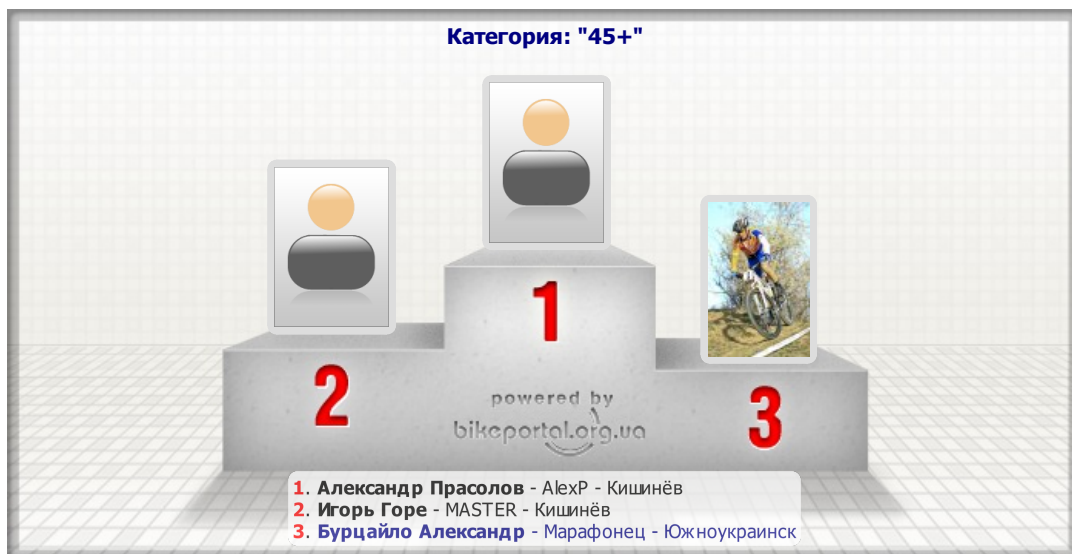 Категория: "45+"
1
2
3
powered by
bikeportal.org.ua
1. Александр Прасолов - AlexP - Кишинёв
2. Игорь Горе - MASTER - Кишинёв
3. Бурцайло Александр - Марафонец - Южноукраинск